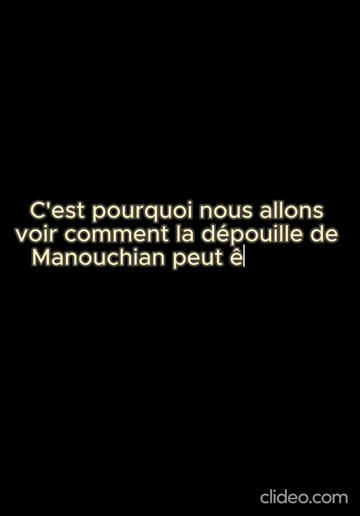 C'est pourquoi nous allons
voir comment la dépouille de
Manouchian peut ê
clideo.com